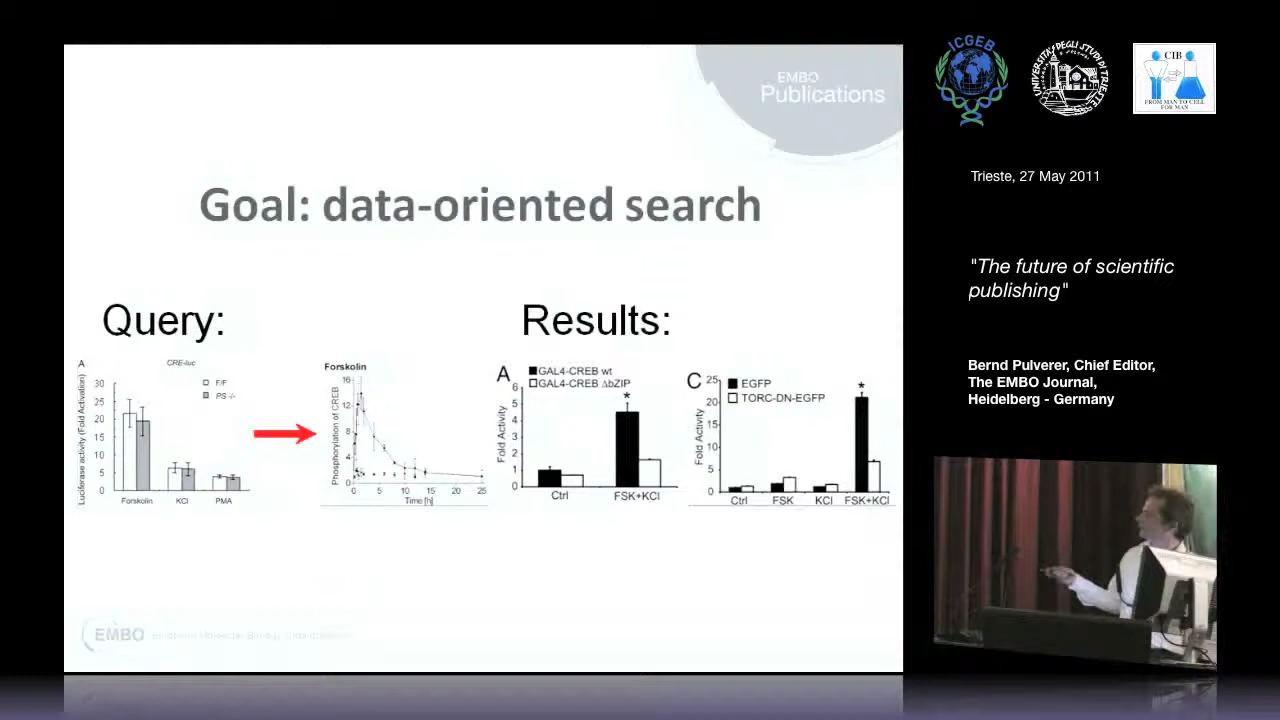 EMBO
Publications
Goal: data-oriented search
Query:
Results:
A
CRE-luc
Luciferase activity (Fold Activation)
30
25
20
15
10
5
0
F/F
PS -/-
Forskolin
KCl
PMA
Forskolin
Phosphorylation of CREB
16
12
8
4
0
0
5
10
15
20
25
Time [h]
A
GAL4-CREB wt
GAL4-CREB ΔbZIP
Fold Activity
6
5
4
3
2
1
0
*
Ctrl
FSK+KCl
C
EGFP
TORC-DN-EGFP
Fold Activity
25
20
15
10
5
0
*
Ctrl
FSK
KCl
FSK+KCl
EMBO
ICGEB
UNIVERSITA DEGLI STUDI DI TRIESTE
CIB
FROM MAN TO CELL
FOR MAN
Trieste, 27 May 2011
"The future of scientific
publishing"
Bernd Pulverer, Chief Editor,
The EMBO Journal,
Heidelberg - Germany